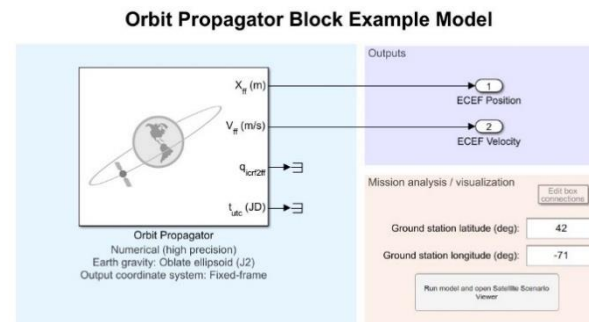 Orbit Propagator Block Example Model
Outputs
X_ff (m)
1
ECEF Position
V_ff (m/s)
2
ECEF Velocity
q_icrf2ff
t_utc (JD)
Orbit Propagator
Numerical (high precision)
Earth gravity: Oblate ellipsoid (J2)
Output coordinate system: Fixed-frame
Mission analysis / visualization
Edit box
connections
Ground station latitude (deg):
42
Ground station longitude (deg):
-71
Run model and open Satellite Scenario
Viewer